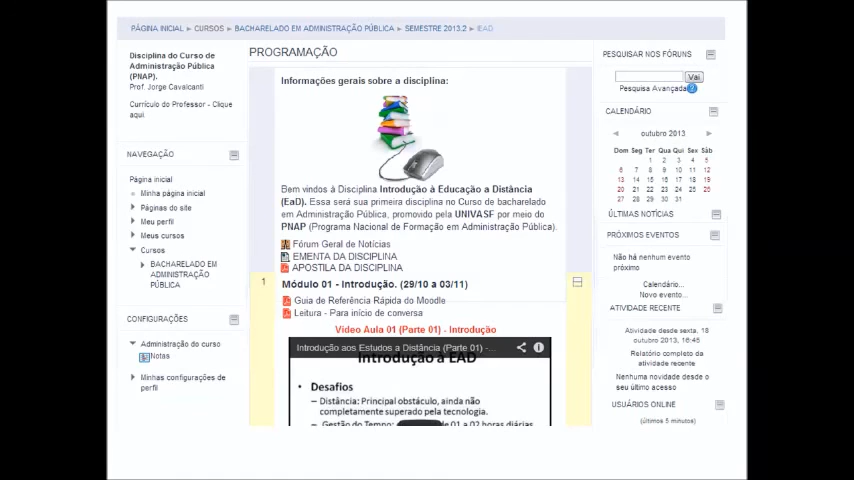 PÁGINA INICIAL ► CURSOS ► BACHARELADO EM ADMINISTRAÇÃO PÚBLICA ► SEMESTRE 2013.2 ► IEAD
Disciplina do Curso de
Administração Pública
(PNAP).
Prof. Jorge Cavalcanti
Currículo do Professor - Clique
aqui.
NAVEGAÇÃO
Página inicial
Minha página inicial
Páginas do site
Meu perfil
Meus cursos
Cursos
BACHARELADO EM
ADMINISTRAÇÃO
PÚBLICA
CONFIGURAÇÕES
Administração do curso
Notas
Minhas configurações de
perfil
PROGRAMAÇÃO
Informações gerais sobre a disciplina:
Bem vindos à Disciplina Introdução à Educação a Distância
(EaD). Essa será sua primeira disciplina no Curso de bacharelado
em Administração Pública, promovido pela UNIVASF por meio do
PNAP (Programa Nacional de Formação em Administração Pública).
Fórum Geral de Notícias
EMENTA DA DISCIPLINA
APOSTILA DA DISCIPLINA
1
Módulo 01 - Introdução. (29/10 a 03/11)
Guia de Referência Rápida do Moodle
Leitura - Para início de conversa
Vídeo Aula 01 (Parte 01) - Introdução
Introdução aos Estudos a Distância (Parte 01) -...
Introdução à EAD
• Desafios
– Distância: Principal obstáculo, ainda não
completamente superado pela tecnologia.
– Gestão do Tempo: de 01 a 02 horas diárias
PESQUISAR NOS FÓRUNS
Vai
Pesquisa Avançada
CALENDÁRIO
◄ outubro 2013 ►
Dom Seg Ter Qua Qui Sex Sáb
1 2 3 4 5
6 7 8 9 10 11 12
13 14 15 16 17 18 19
20 21 22 23 24 25 26
27 28 29 30 31
ÚLTIMAS NOTÍCIAS
PRÓXIMOS EVENTOS
Não há nenhum evento
próximo
Calendário...
Novo evento...
ATIVIDADE RECENTE
Atividade desde sexta, 18
outubro 2013, 16:45
Relatório completo da
atividade recente
Nenhuma novidade desde o
seu último acesso
USUÁRIOS ONLINE
(últimos 5 minutos)